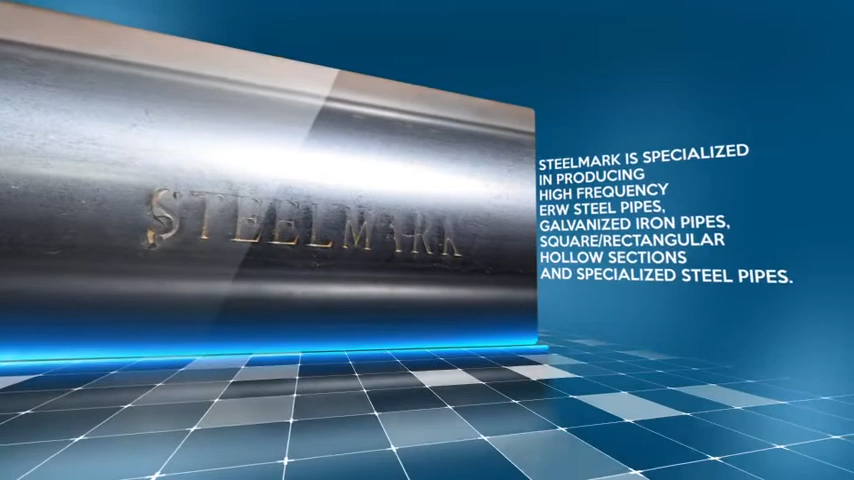 STEELMARK
STEELMARK IS SPECIALIZED
IN PRODUCING
HIGH FREQUENCY
ERW STEEL PIPES,
GALVANIZED IRON PIPES,
SQUARE/RECTANGULAR
HOLLOW SECTIONS
AND SPECIALIZED STEEL PIPES.